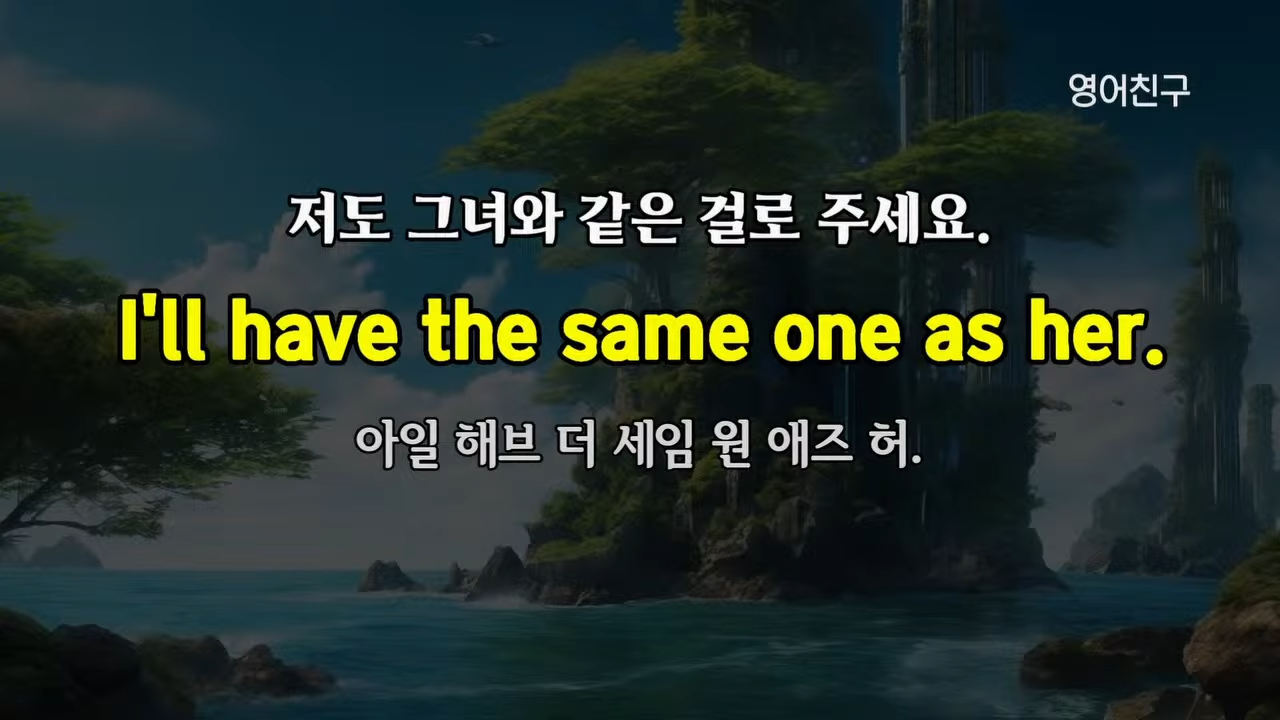 영어친구
저도 그녀와 같은 걸로 주세요.
I'll have the same one as her.
아일 해브 더 세임 원 애즈 허.